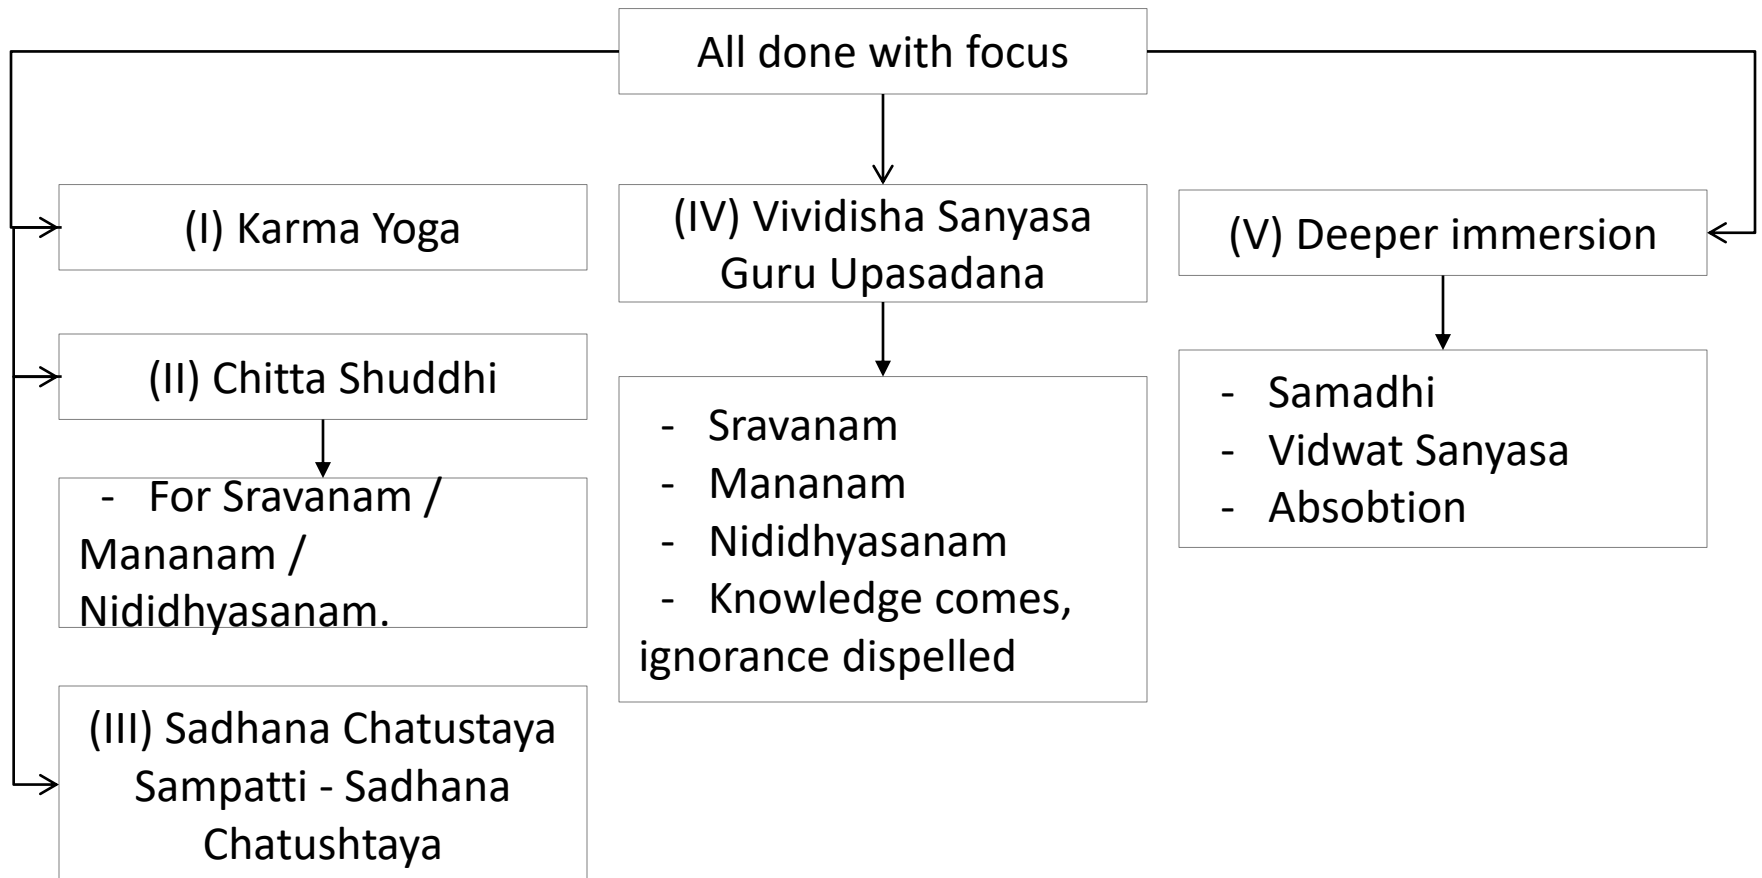 All done with focus
(I) Karma Yoga
(II) Chitta Shuddhi
- For Sravanam /
Mananam /
Nididhyasanam.
(III) Sadhana Chatustaya
Sampatti - Sadhana
Chatushtaya
(IV) Vividisha Sanyasa
Guru Upasadana
- Sravanam
- Mananam
- Nididhyasanam
- Knowledge comes,
ignorance dispelled
(V) Deeper immersion
- Samadhi
- Vidwat Sanyasa
- Absobtion